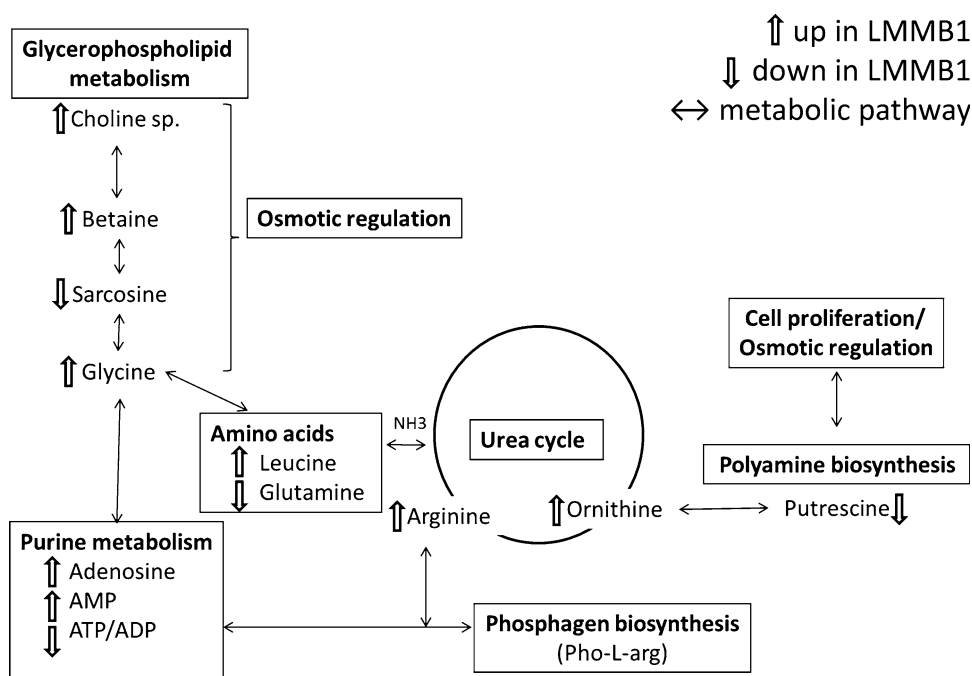 up in LMMB1
down in LMMB1
metabolic pathway
Glycerophospholipid
metabolism
Choline sp.
Betaine
Osmotic regulation
Sarcosine
Glycine
Cell proliferation/
Osmotic regulation
Amino acids
Leucine
Glutamine
NH3
Urea cycle
Polyamine biosynthesis
Arginine
Ornithine
Putrescine
Purine metabolism
Adenosine
AMP
ATP/ADP
Phosphagen biosynthesis
(Pho-L-arg)